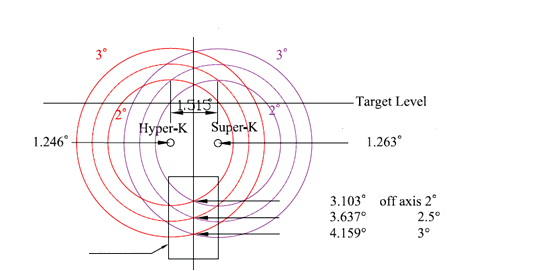 3° 3°
1.515°
Target Level
2° 2°
Hyper-K Super-K
1.246° 1.263°
3.103° off axis 2°
3.637° 2.5°
4.159° 3°